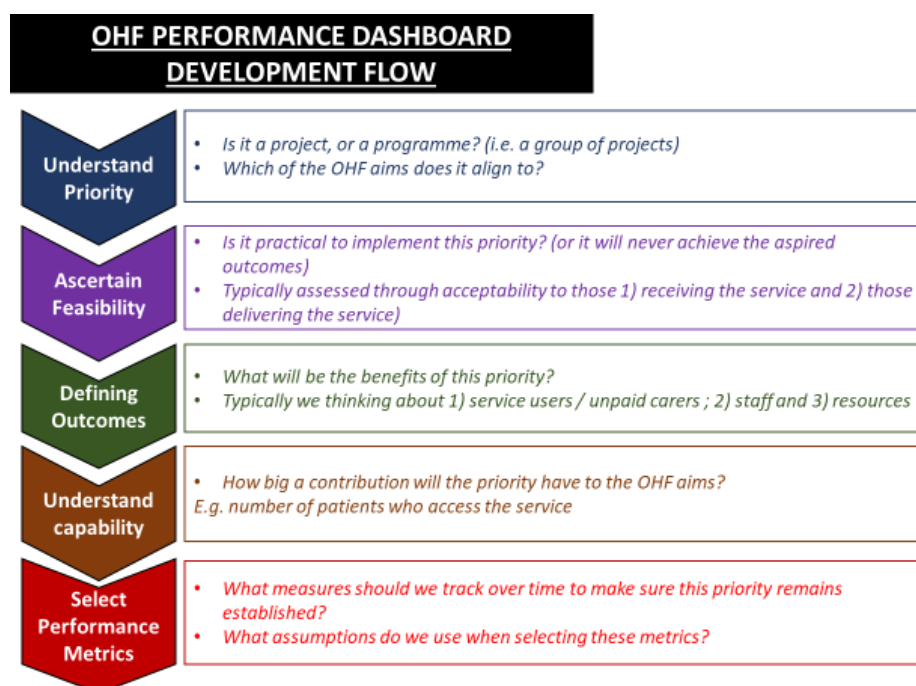 OHF PERFORMANCE DASHBOARD
DEVELOPMENT FLOW
Understand
Priority
• Is it a project, or a programme? (i.e. a group of projects)
• Which of the OHF aims does it align to?
Ascertain
Feasibility
• Is it practical to implement this priority? (or it will never achieve the aspired
outcomes)
• Typically assessed through acceptability to those 1) receiving the service and 2) those
delivering the service)
Defining
Outcomes
• What will be the benefits of this priority?
• Typically we thinking about 1) service users / unpaid carers ; 2) staff and 3) resources
Understand
capability
• How big a contribution will the priority have to the OHF aims?
E.g. number of patients who access the service
Select
Performance
Metrics
• What measures should we track over time to make sure this priority remains
established?
• What assumptions do we use when selecting these metrics?